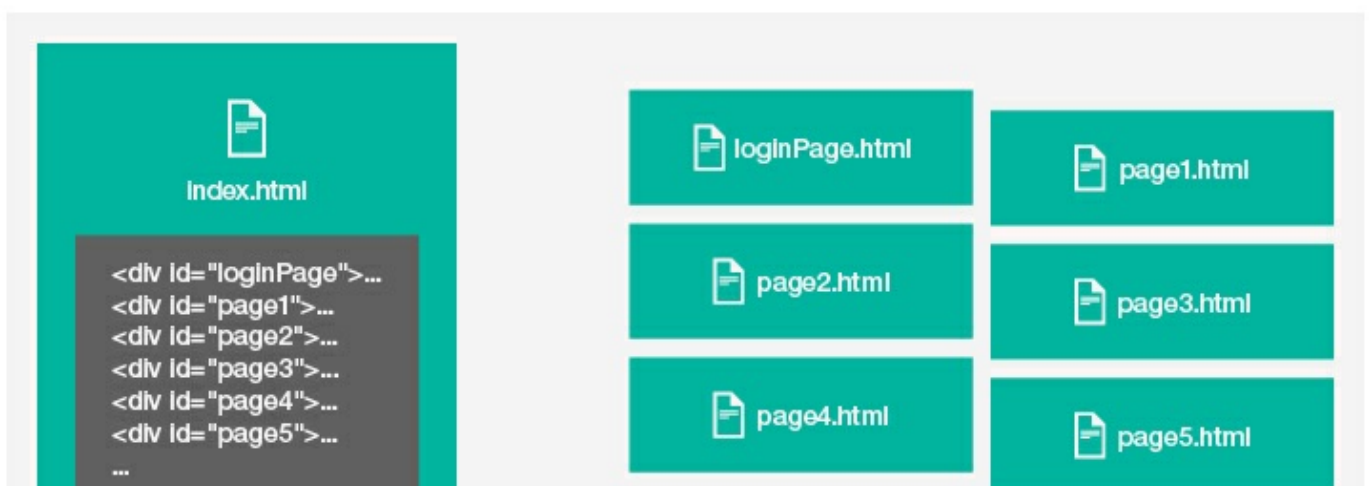 index.html
<div id="loginPage">...
<div id="page1">...
<div id="page2">...
<div id="page3">...
<div id="page4">...
<div id="page5">...
...
loginPage.html
page1.html
page2.html
page3.html
page4.html
page5.html